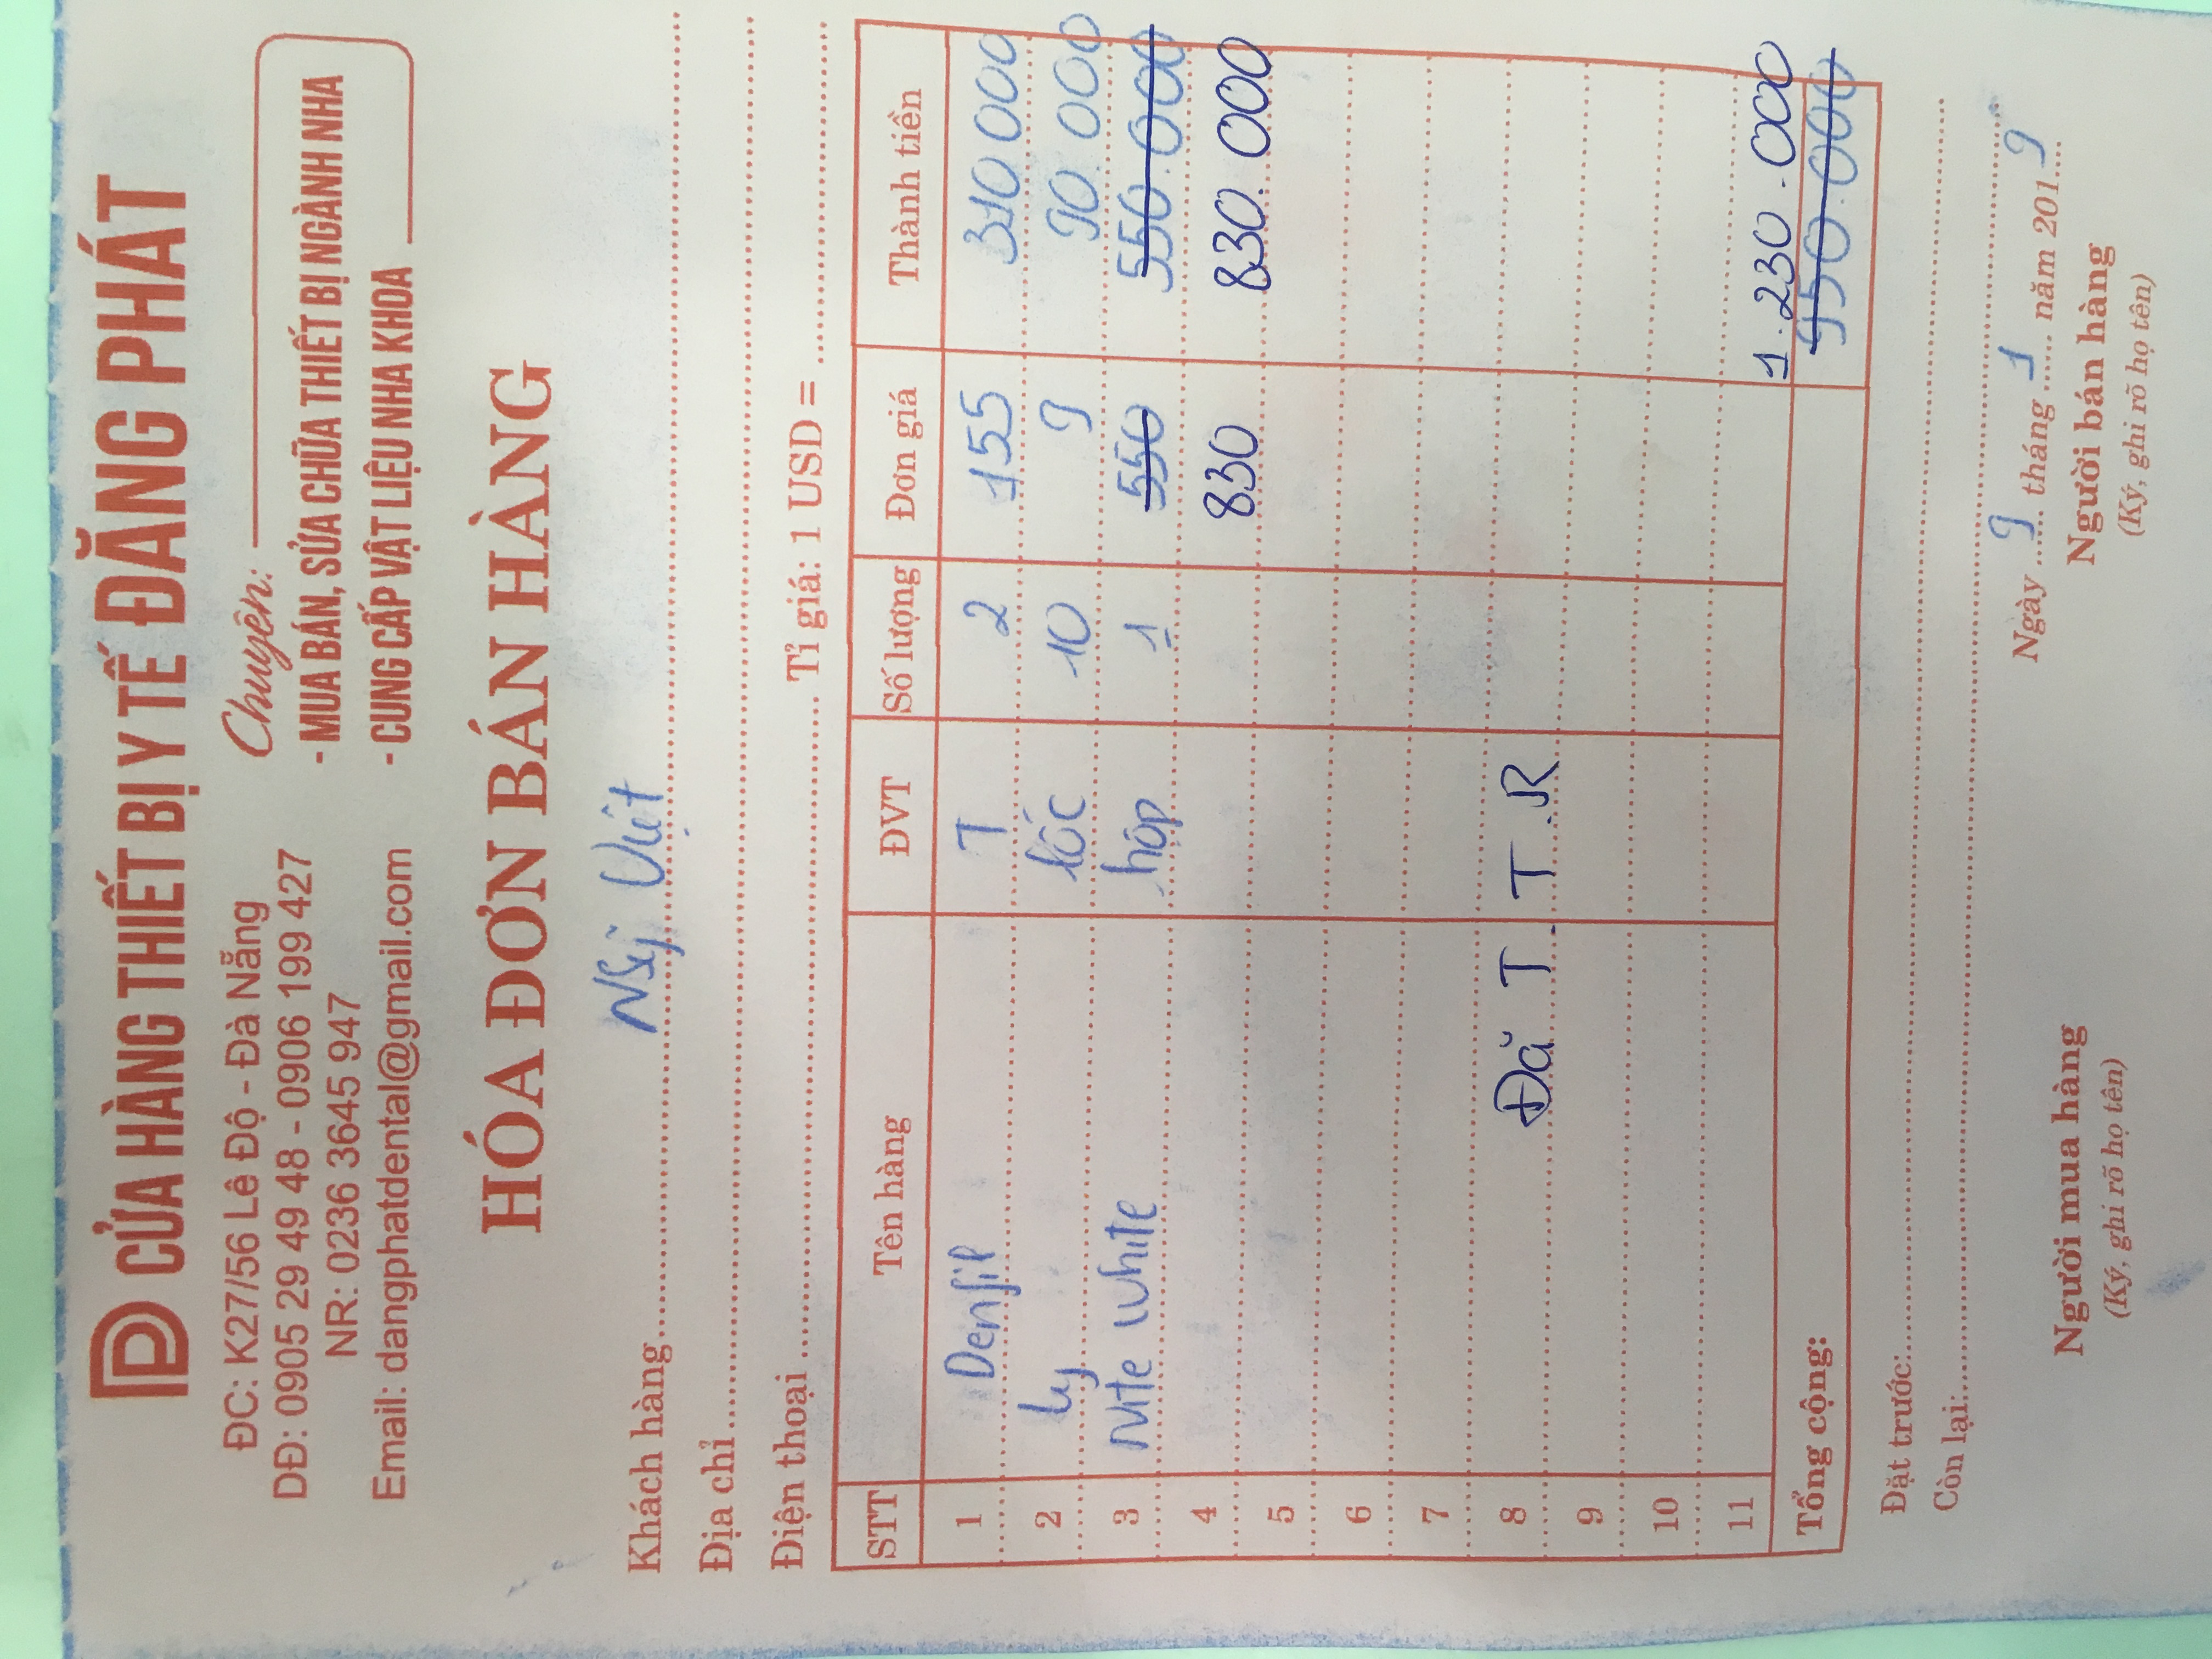 ĐP CỬA HÀNG THIẾT BỊ Y TẾ ĐĂNG PHÁT
ĐC: K27/56 Lê Độ - Đà Nẵng
DĐ: 0905 29 49 48 - 0906 199 427
NR: 0236 3645 947
Email: dangphatdental@gmail.com
Chuyên:
- MUA BÁN, SỬA CHỮA THIẾT BỊ NGÀNH NHA
- CUNG CẤP VẬT LIỆU NHA KHOA
HÓA ĐƠN BÁN HÀNG
Khách hàng Việt
Địa chỉ
Điện thoại Tỉ giá: 1 USD =
STT Tên hàng ĐVT Số lượng Đơn giá Thành tiền
1 Denfil T 2 155 310 000
2 ly lốc 10 9 90.000
3 Nite White hộp 1 550 550.000
4 830 830.000
5
6
7
8 Đã T.T.R
9
10
11 1.230.000
Tổng cộng: 950.000
Đặt trước:
Còn lại:
Ngày 9 tháng 1 năm 2019
Người mua hàng
(Ký, ghi rõ họ tên)
Người bán hàng
(Ký, ghi rõ họ tên)